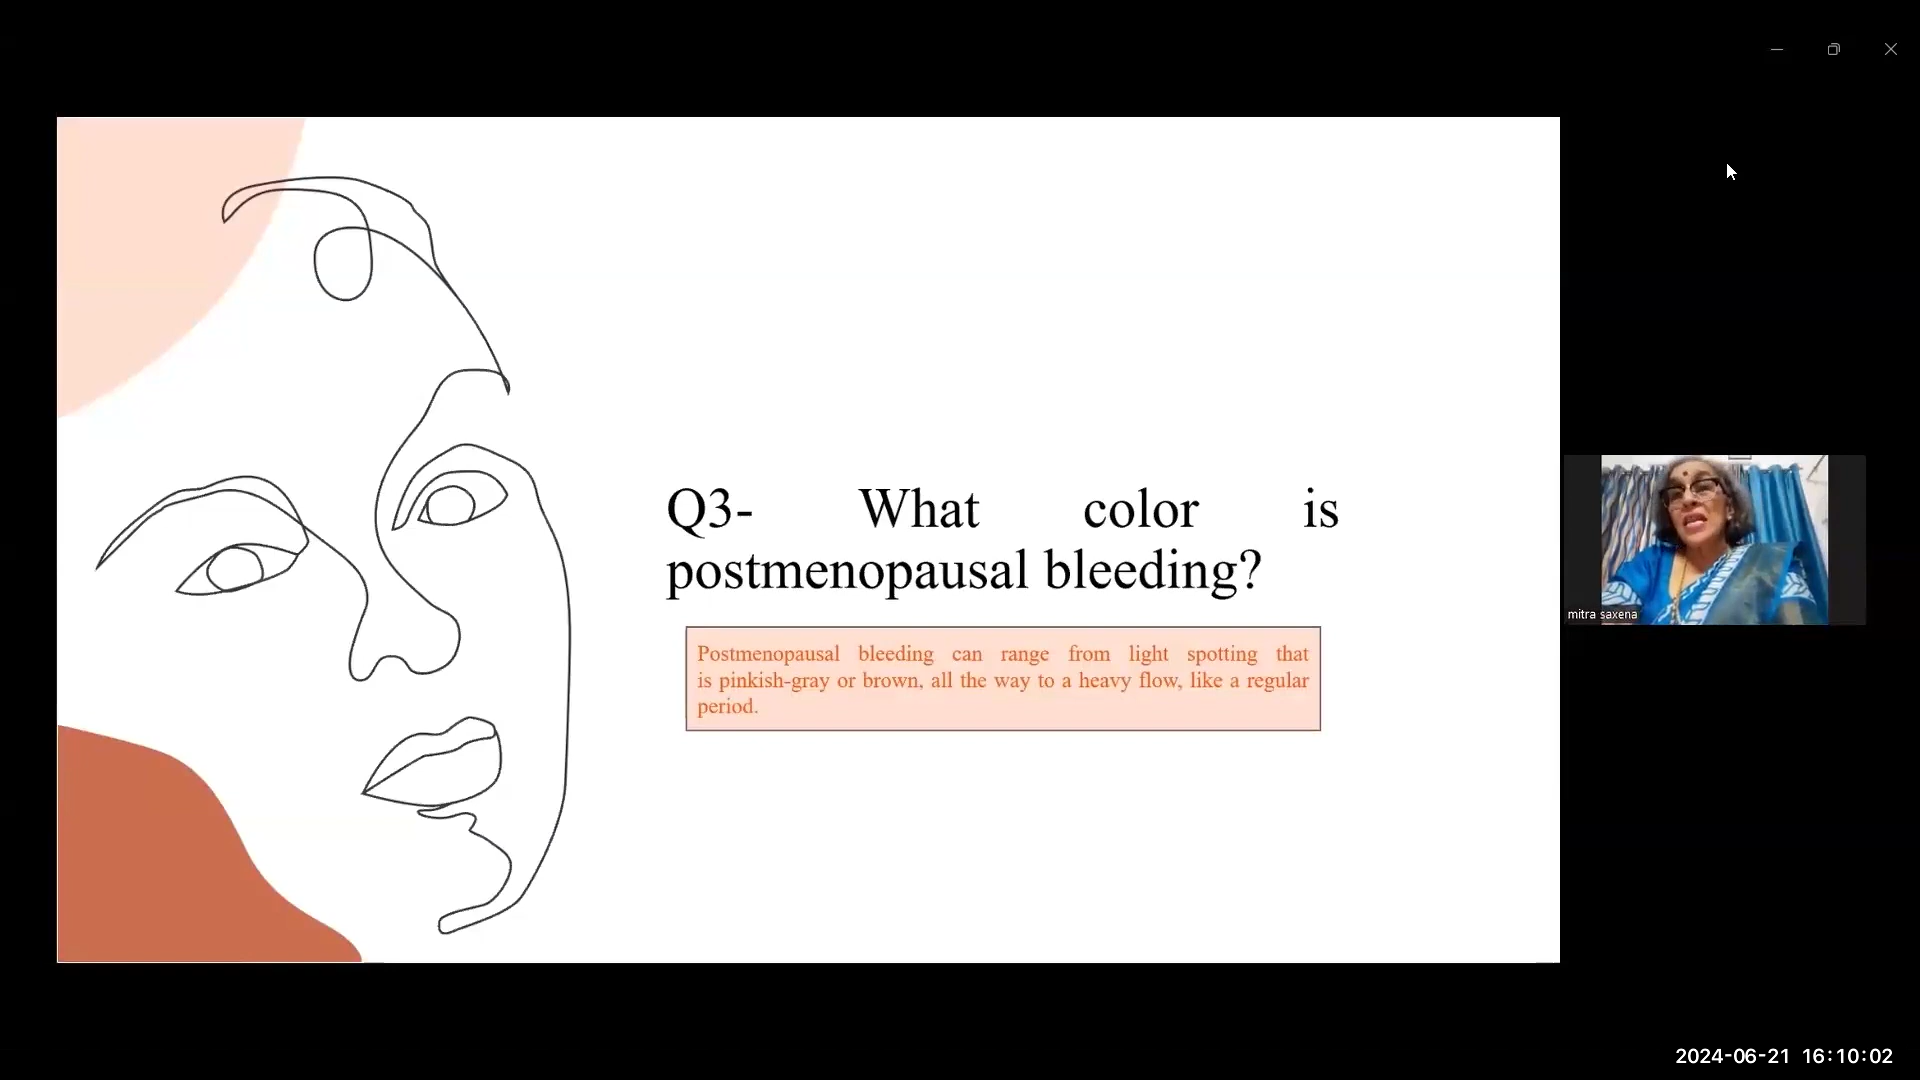 Q3- What color is
postmenopausal bleeding?
Postmenopausal bleeding can range from light spotting that
is pinkish-gray or brown, all the way to a heavy flow, like a regular
period.
mitra saxena
2024-06-21 16:10:02